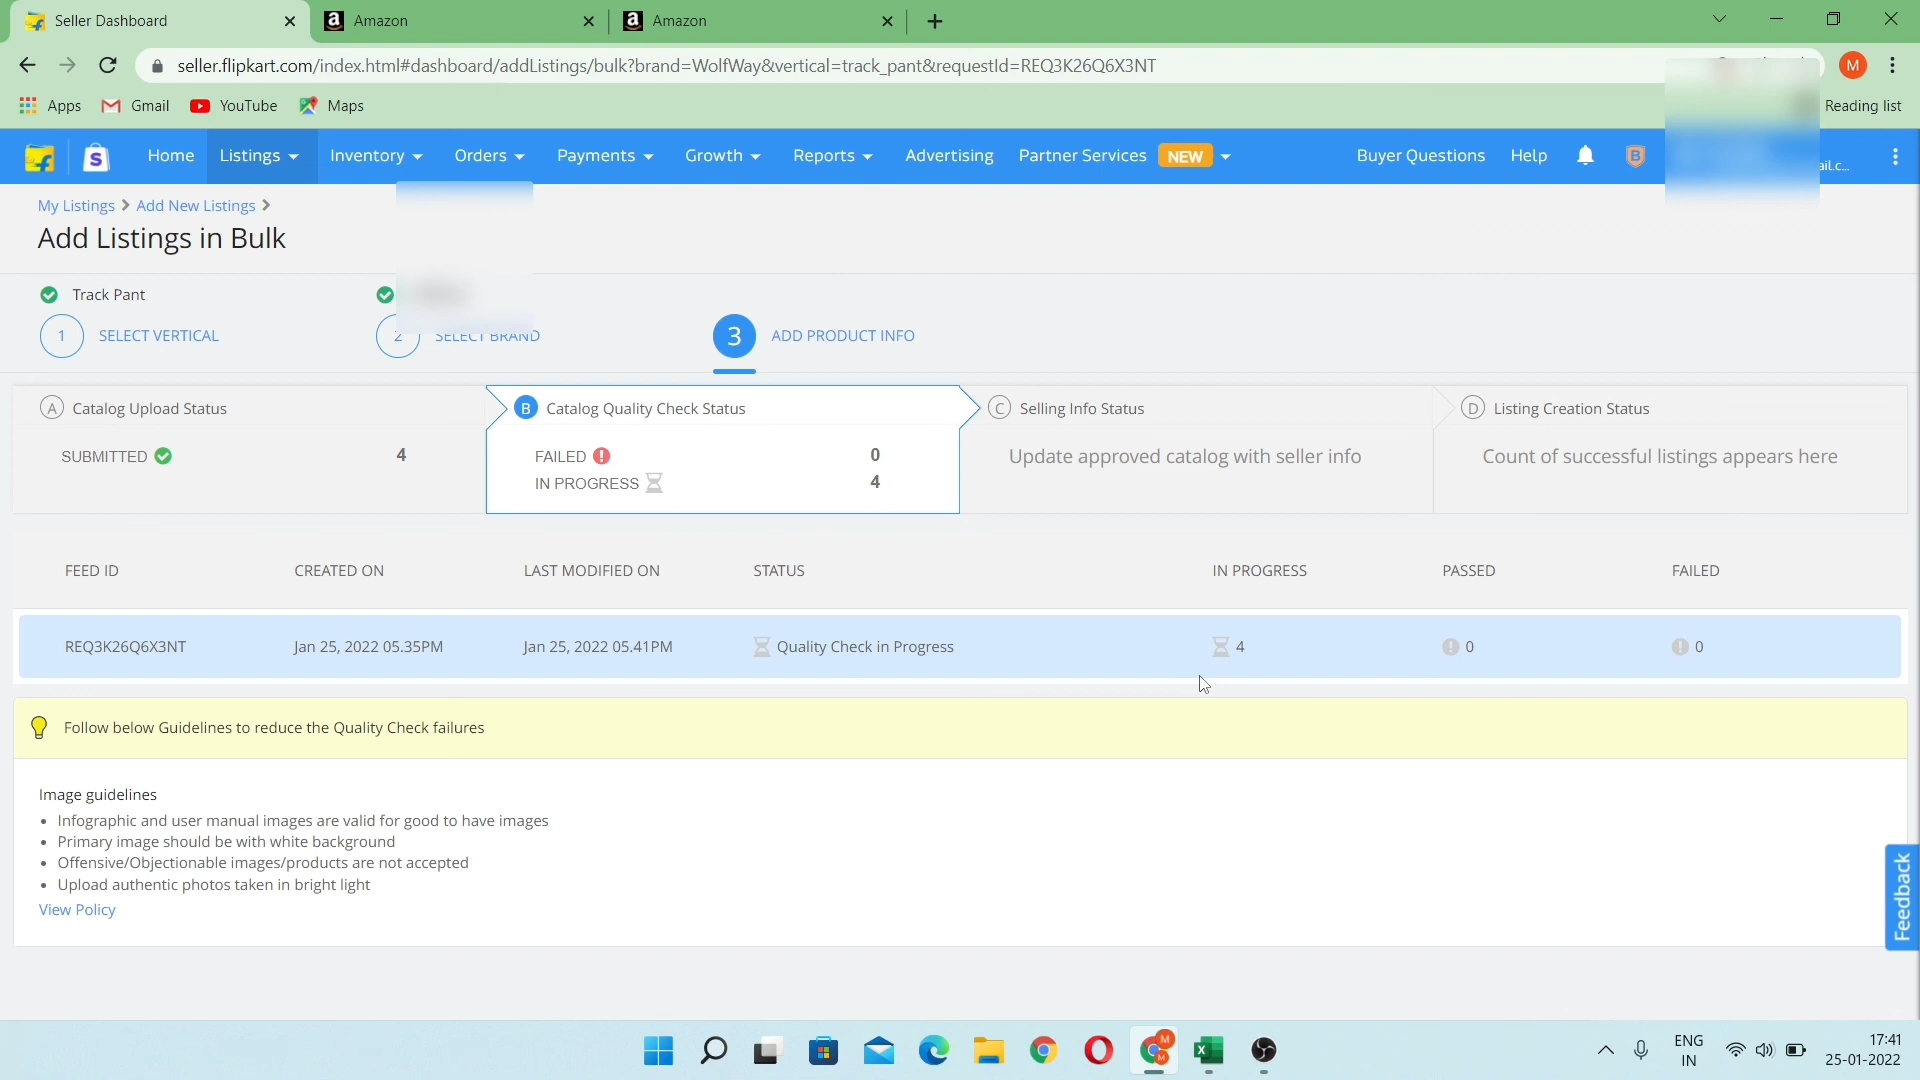 Seller Dashboard
Amazon
Amazon
seller.flipkart.com/index.html#dashboard/addListings/bulk?brand=WolfWay&vertical=track_pant&requestId=REQ3K26Q6X3NT
M
Apps
Gmail
YouTube
Maps
Reading list
Home
Listings
Inventory
Orders
Payments
Growth
Reports
Advertising
Partner Services
NEW
Buyer Questions
Help
ail.c...
My Listings > Add New Listings >
Add Listings in Bulk
Track Pant
1 SELECT VERTICAL
2 SELECT BRAND
3 ADD PRODUCT INFO
A Catalog Upload Status
SUBMITTED 4
B Catalog Quality Check Status
FAILED 0
IN PROGRESS 4
C Selling Info Status
Update approved catalog with seller info
D Listing Creation Status
Count of successful listings appears here
FEED ID CREATED ON LAST MODIFIED ON STATUS IN PROGRESS PASSED FAILED
REQ3K26Q6X3NT Jan 25, 2022 05.35PM Jan 25, 2022 05.41PM Quality Check in Progress 4 0 0
Follow below Guidelines to reduce the Quality Check failures
Image guidelines
• Infographic and user manual images are valid for good to have images
• Primary image should be with white background
• Offensive/Objectionable images/products are not accepted
• Upload authentic photos taken in bright light
View Policy
Feedback
ENG
IN
17:41
25-01-2022